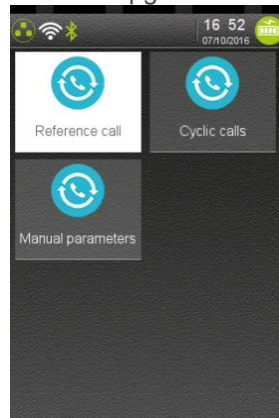 16 52
07/10/2016
Reference call
Cyclic calls
Manual parameters